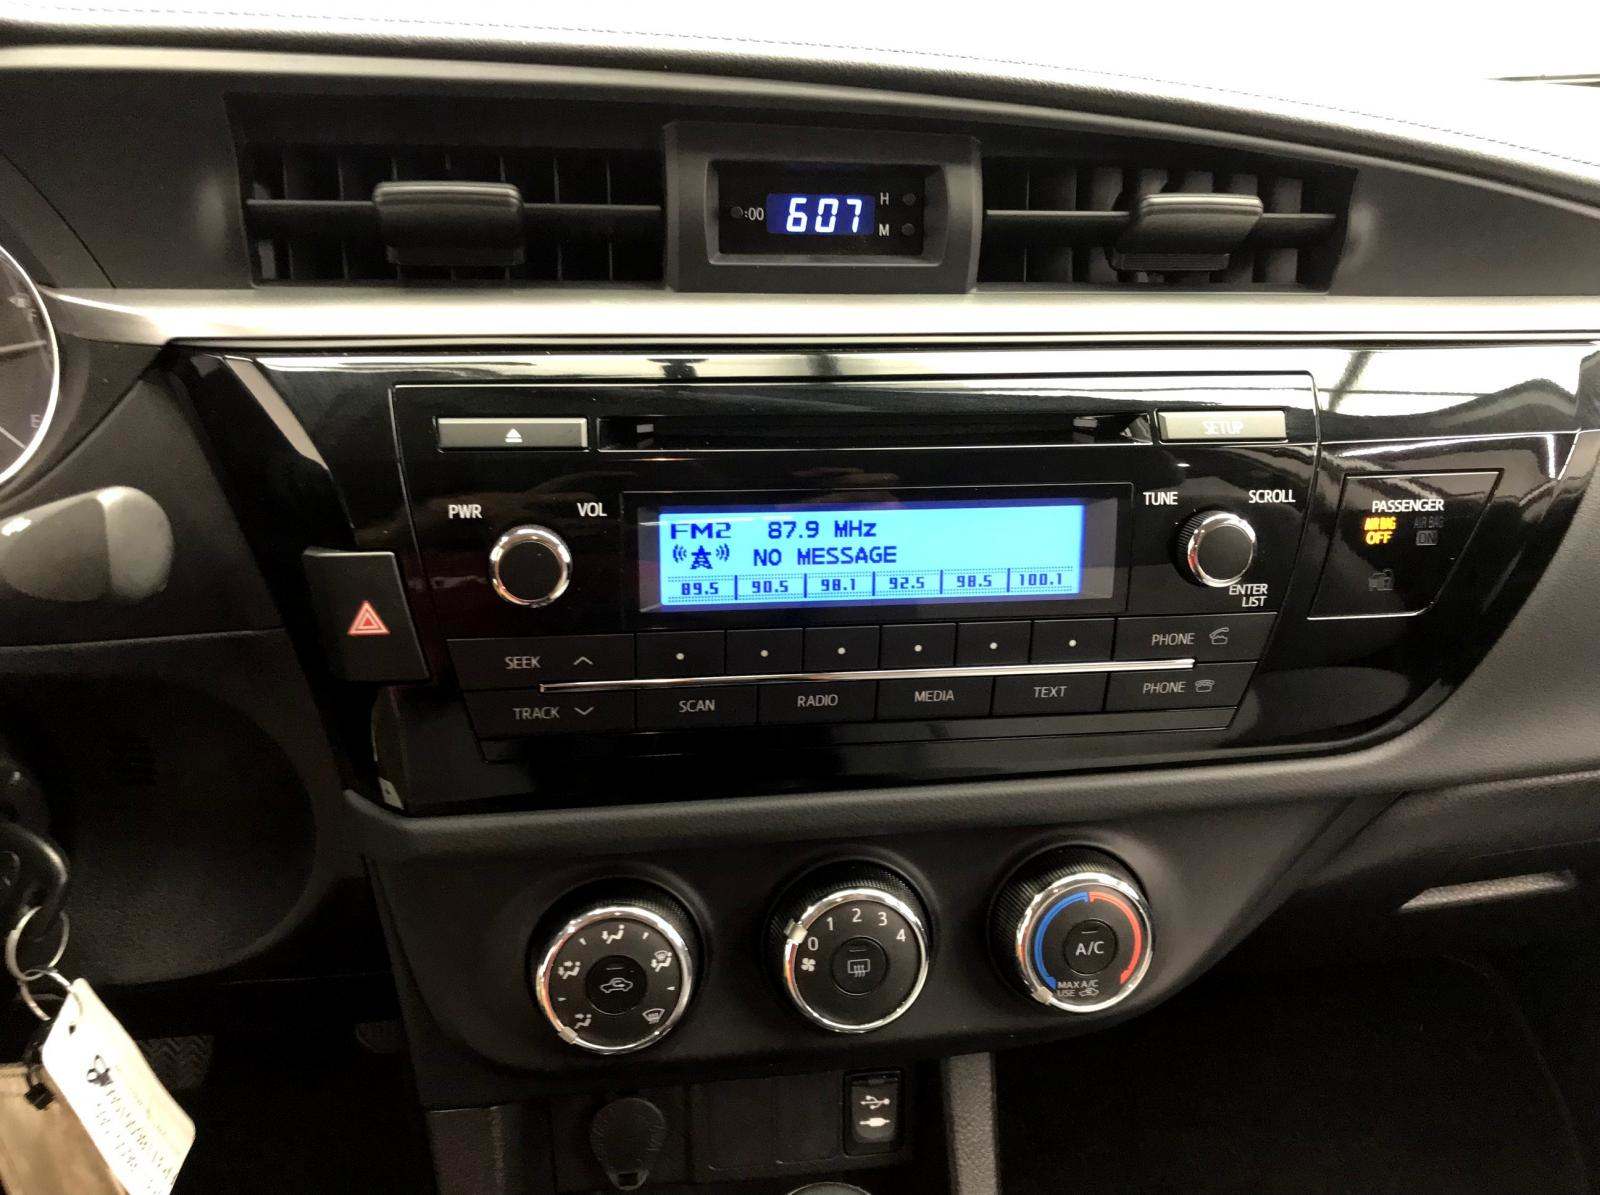 :00 607 H
M
F
E
SETUP
PWR VOL
TUNE SCROLL
FM2 87.9 MHz
NO MESSAGE
89.5 90.5 98.1 92.5 98.5 100.1
ENTER
LIST
PASSENGER
AIR BAG OFF
AIR BAG ON
SEEK
TRACK
SCAN RADIO MEDIA TEXT
PHONE
PHONE
0 1 2 3 4
A/C
MAX A/C
USE